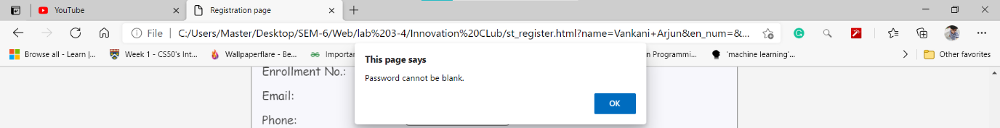 YouTube
Registration page
File | C:/Users/Master/Desktop/SEM-6/Web/lab%203-4/Innovation%20CLub/st_register.html?name=Vankani+Arjun&en_num=&...
Browse all - Learn |... Week 1 - CS50's Int... Wallpaperflare - Be... Importa n Programmi... 'machine learning'... Other favorites
This page says
Password cannot be blank.
OK
Enrollment No.:
Email:
Phone: